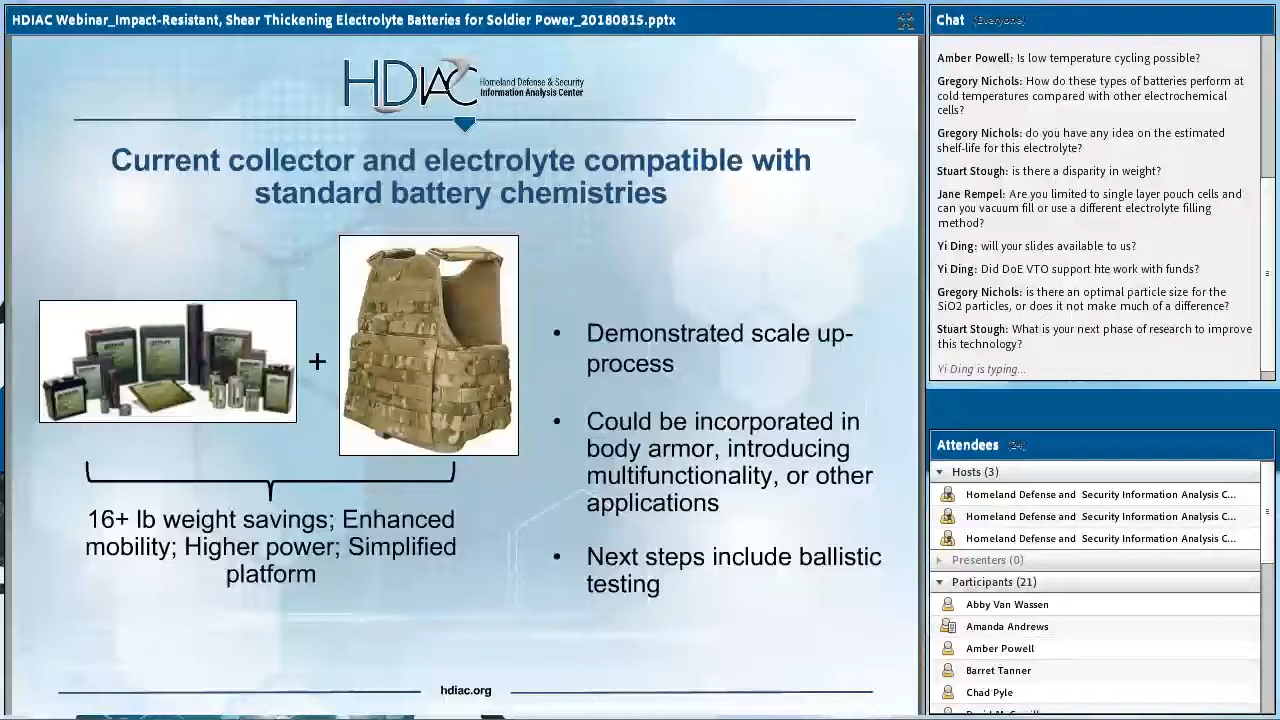 HDIAC Webinar_Impact-Resistant, Shear Thickening Electrolyte Batteries for Soldier Power_20180815.pptx
HDIAC
Homeland Defense & Security
Information Analysis Center
Current collector and electrolyte compatible with
standard battery chemistries
+
• Demonstrated scale up-
process
• Could be incorporated in
body armor, introducing
multifunctionality, or other
applications
• Next steps include ballistic
testing
16+ lb weight savings; Enhanced
mobility; Higher power; Simplified
platform
hdiac.org
Chat (Everyone)
Amber Powell: Is low temperature cycling possible?
Gregory Nichols: How do these types of batteries perform at
cold temperatures compared with other electrochemical
cells?
Gregory Nichols: do you have any idea on the estimated
shelf-life for this electrolyte?
Stuart Stough: is there a disparity in weight?
Jane Rempel: Are you limited to single layer pouch cells and
can you vacuum fill or use a different electrolyte filling
method?
Yi Ding: will your slides available to us?
Yi Ding: Did DoE VTO support hte work with funds?
Gregory Nichols: is there an optimal particle size for the
SiO2 particles, or does it not make much of a difference?
Stuart Stough: What is your next phase of research to improve
this technology?
Yi Ding is typing...
Attendees (24)
Hosts (3)
Homeland Defense and Security Information Analysis C...
Homeland Defense and Security Information Analysis C...
Homeland Defense and Security Information Analysis C...
Presenters (0)
Participants (21)
Abby Van Wassen
Amanda Andrews
Amber Powell
Barret Tanner
Chad Pyle